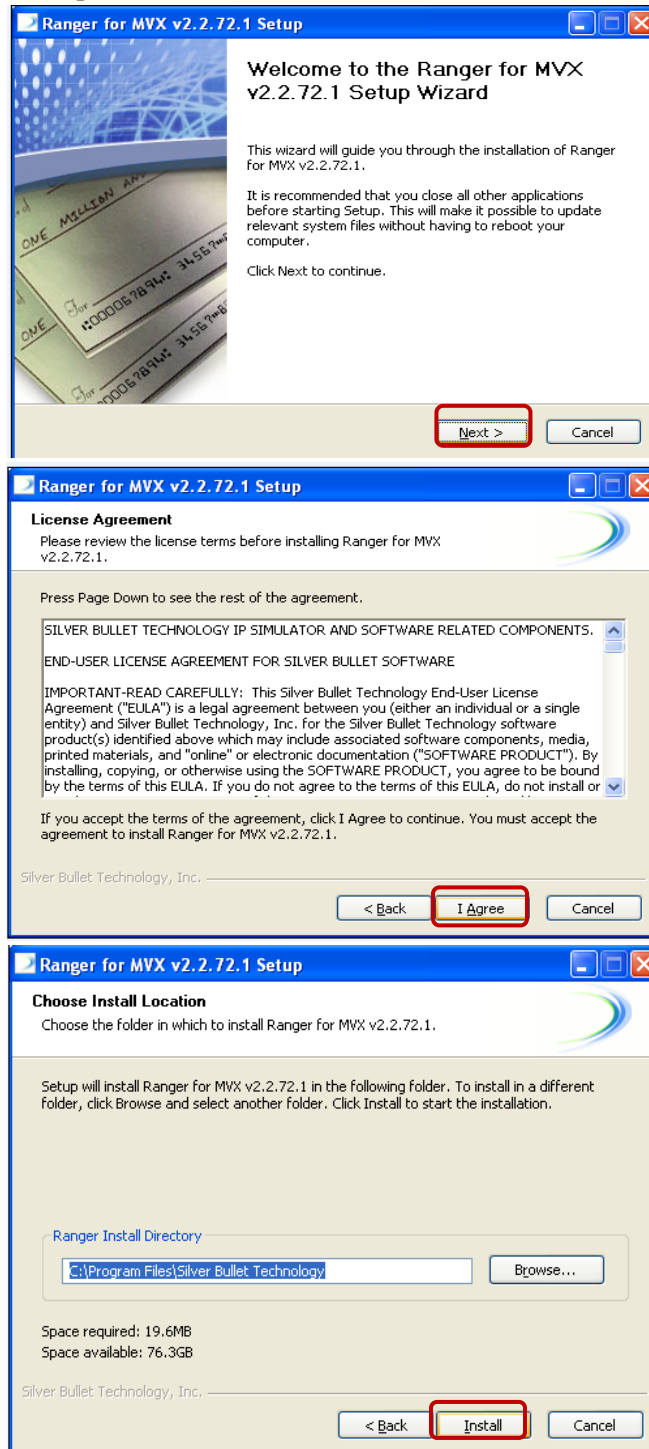 Ranger for MVX v2.2.72.1 Setup
Welcome to the Ranger for MVX
v2.2.72.1 Setup Wizard
This wizard will guide you through the installation of Ranger
for MVX v2.2.72.1.
It is recommended that you close all other applications
before starting Setup. This will make it possible to update
relevant system files without having to reboot your
computer.
Click Next to continue.
ONE MILLION AN
For
ONE
For
Next >
Cancel
Ranger for MVX v2.2.72.1 Setup
License Agreement
Please review the license terms before installing Ranger for MVX
v2.2.72.1.
Press Page Down to see the rest of the agreement.
SILVER BULLET TECHNOLOGY IP SIMULATOR AND SOFTWARE RELATED COMPONENTS.
END-USER LICENSE AGREEMENT FOR SILVER BULLET SOFTWARE
IMPORTANT-READ CAREFULLY: This Silver Bullet Technology End-User License
Agreement ("EULA") is a legal agreement between you (either an individual or a single
entity) and Silver Bullet Technology, Inc. for the Silver Bullet Technology software
product(s) identified above which may include associated software components, media,
printed materials, and "online" or electronic documentation ("SOFTWARE PRODUCT"). By
installing, copying, or otherwise using the SOFTWARE PRODUCT, you agree to be bound
by the terms of this EULA. If you do not agree to the terms of this EULA, do not install or
If you accept the terms of the agreement, click I Agree to continue. You must accept the
agreement to install Ranger for MVX v2.2.72.1.
Silver Bullet Technology, Inc.
< Back
I Agree
Cancel
Ranger for MVX v2.2.72.1 Setup
Choose Install Location
Choose the folder in which to install Ranger for MVX v2.2.72.1.
Setup will install Ranger for MVX v2.2.72.1 in the following folder. To install in a different
folder, click Browse and select another folder. Click Install to start the installation.
Ranger Install Directory
C:\Program Files\Silver Bullet Technology
Browse...
Space required: 19.6MB
Space available: 76.3GB
Silver Bullet Technology, Inc.
< Back
Install
Cancel